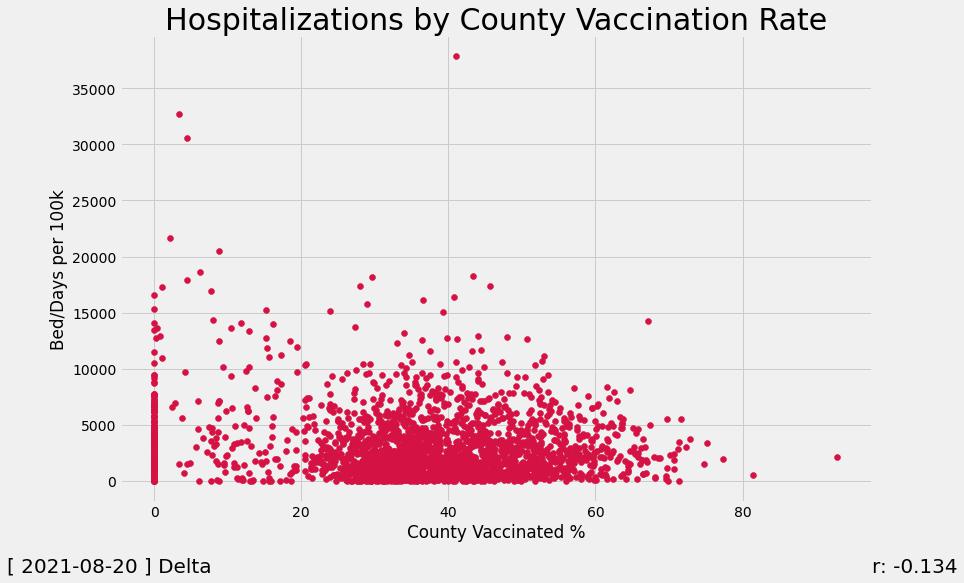 Hospitalizations by County Vaccination Rate
Bed/Days per 100k
35000
30000
25000
20000
15000
10000
5000
0
0 20 40 60 80
County Vaccinated %
[ 2021-08-20 ] Delta
r: -0.134